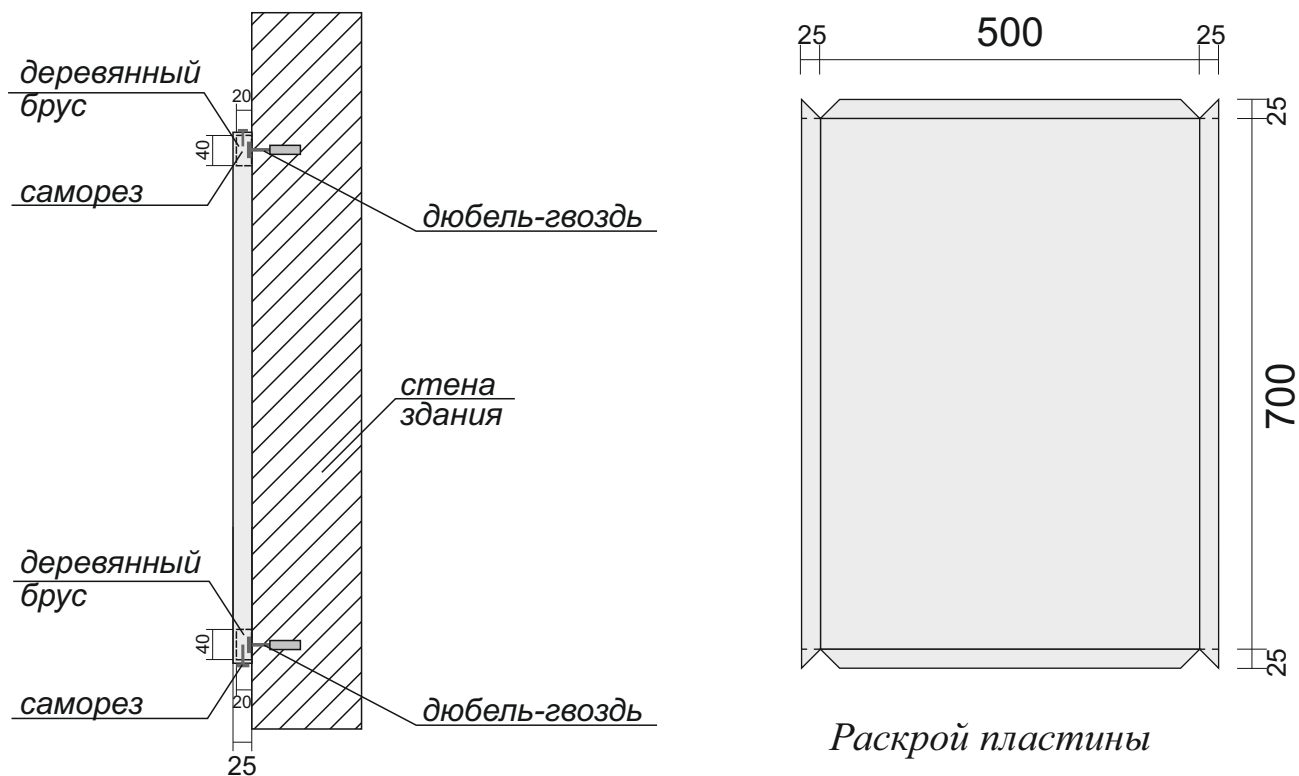 деревянный
брус
20
40
саморез
дюбель-гвоздь
стена
здания
деревянный
брус
40
саморез
20
дюбель-гвоздь
25
25
500
25
25
700
25
Раскрой пластины